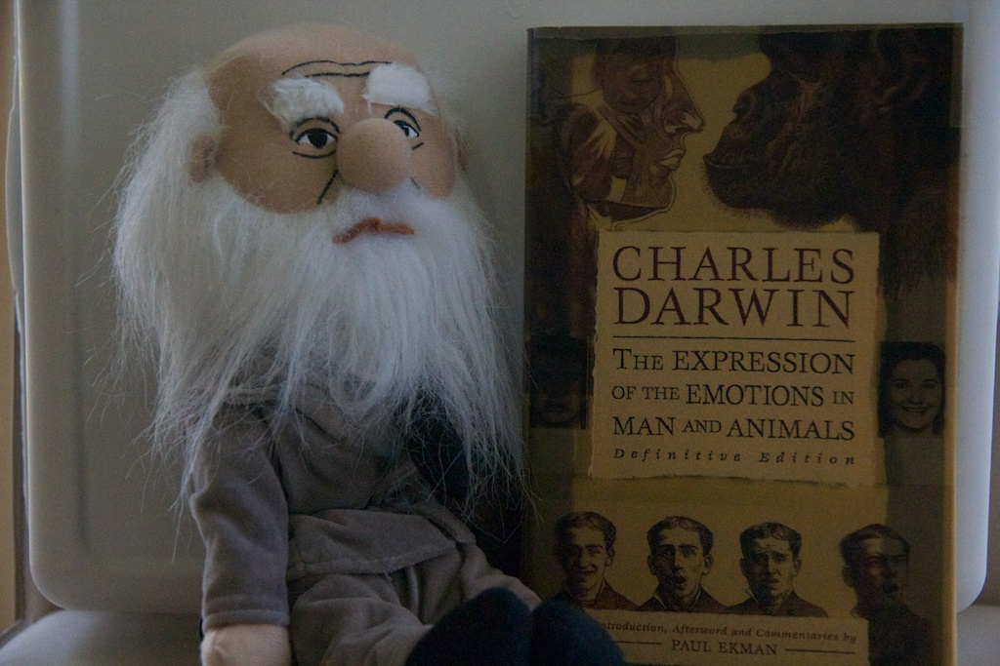 CHARLES
DARWIN
THE EXPRESSION
OF THE EMOTIONS IN
MAN AND ANIMALS
Definitive Edition
Afterword and Commentaries by
PAUL EKMAN